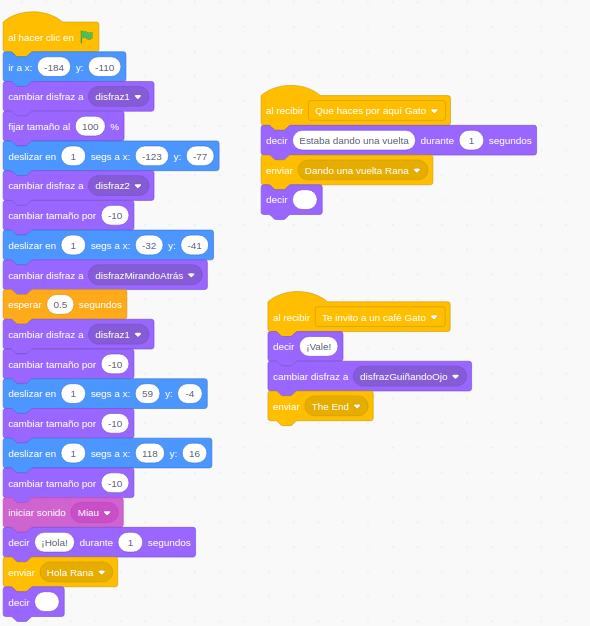 al hacer clic en
ir a x: -184 y: -110
cambiar disfraz a disfraz1
fijar tamaño al 100 %
deslizar en 1 segs a x: -123 y: -77
cambiar disfraz a disfraz2
cambiar tamaño por -10
deslizar en 1 segs a x: -32 y: -41
cambiar disfraz a disfrazMirandoAtrás
esperar 0.5 segundos
cambiar disfraz a disfraz1
cambiar tamaño por -10
deslizar en 1 segs a x: 59 y: -4
cambiar tamaño por -10
deslizar en 1 segs a x: 118 y: 16
cambiar tamaño por -10
iniciar sonido Miau
decir ¡Hola! durante 1 segundos
enviar Hola Rana
decir
al recibir Que haces por aquí Gato
decir Estaba dando una vuelta durante 1 segundos
enviar Dando una vuelta Rana
decir
al recibir Te invito a un café Gato
decir ¡Vale!
cambiar disfraz a disfrazGuiñandoOjo
enviar The End